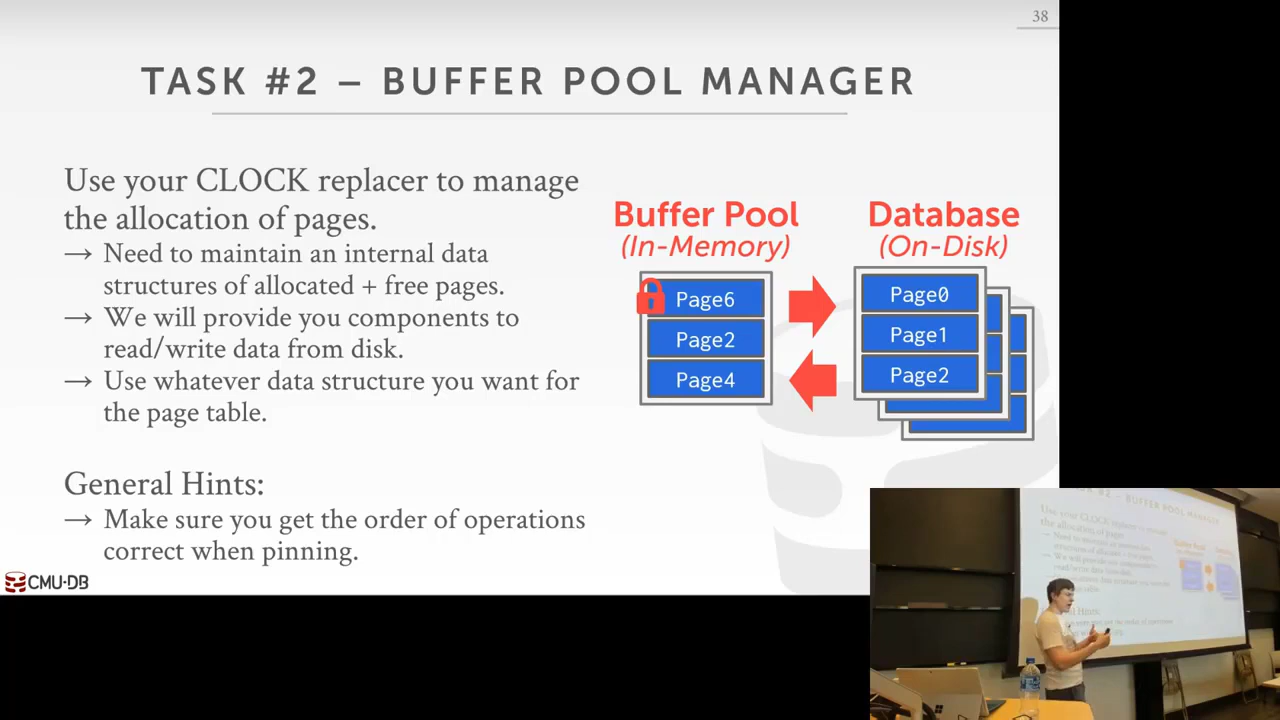 38
TASK #2 – BUFFER POOL MANAGER
Use your CLOCK replacer to manage
the allocation of pages.
→ Need to maintain an internal data
structures of allocated + free pages.
→ We will provide you components to
read/write data from disk.
→ Use whatever data structure you want for
the page table.
General Hints:
→ Make sure you get the order of operations
correct when pinning.
Buffer Pool
(In-Memory)
Page6
Page2
Page4
Database
(On-Disk)
Page0
Page1
Page2
CMU·DB